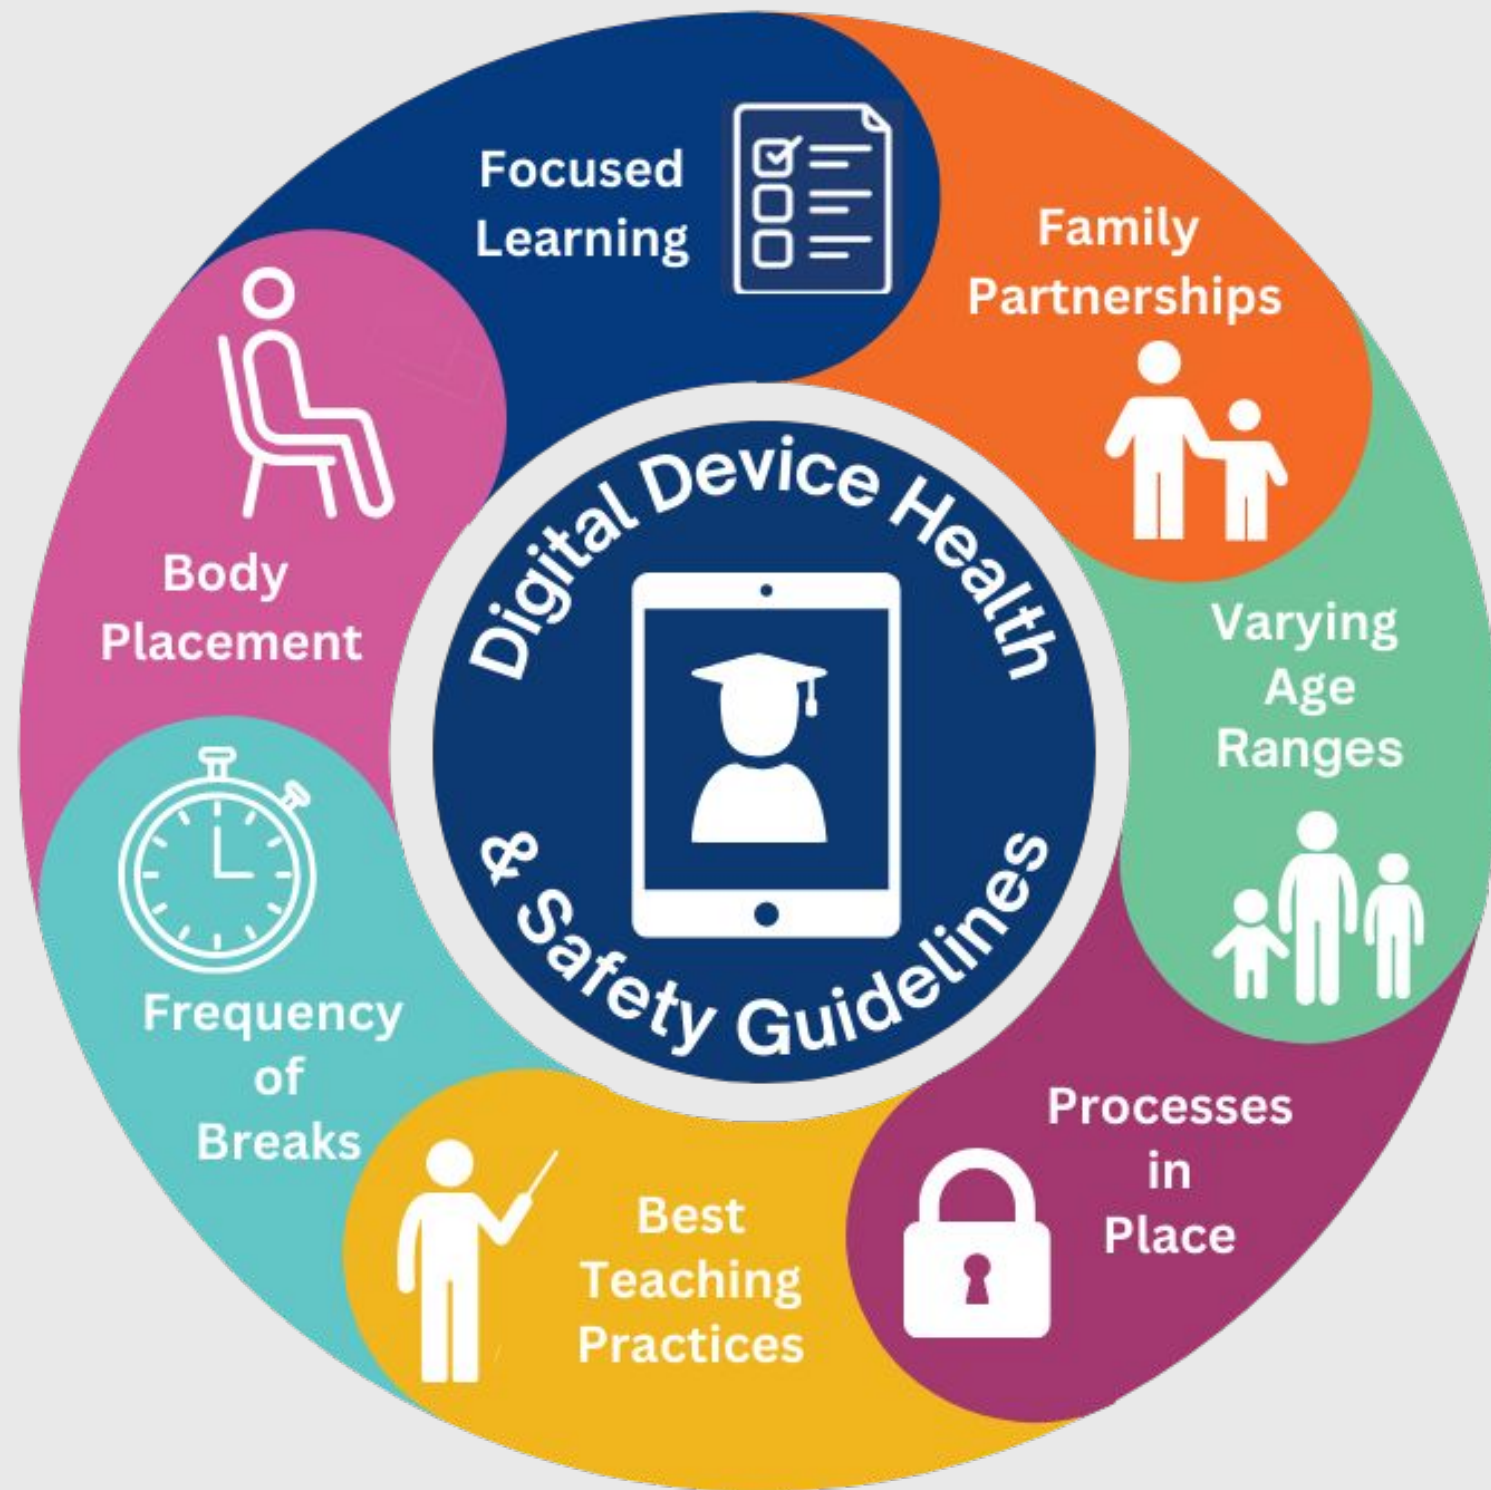 Focused
Learning
Family
Partnerships
Varying
Age
Ranges
Processes
in
Place
Best
Teaching
Practices
Frequency
of
Breaks
Body
Placement
Digital Device Health
& Safety Guidelines